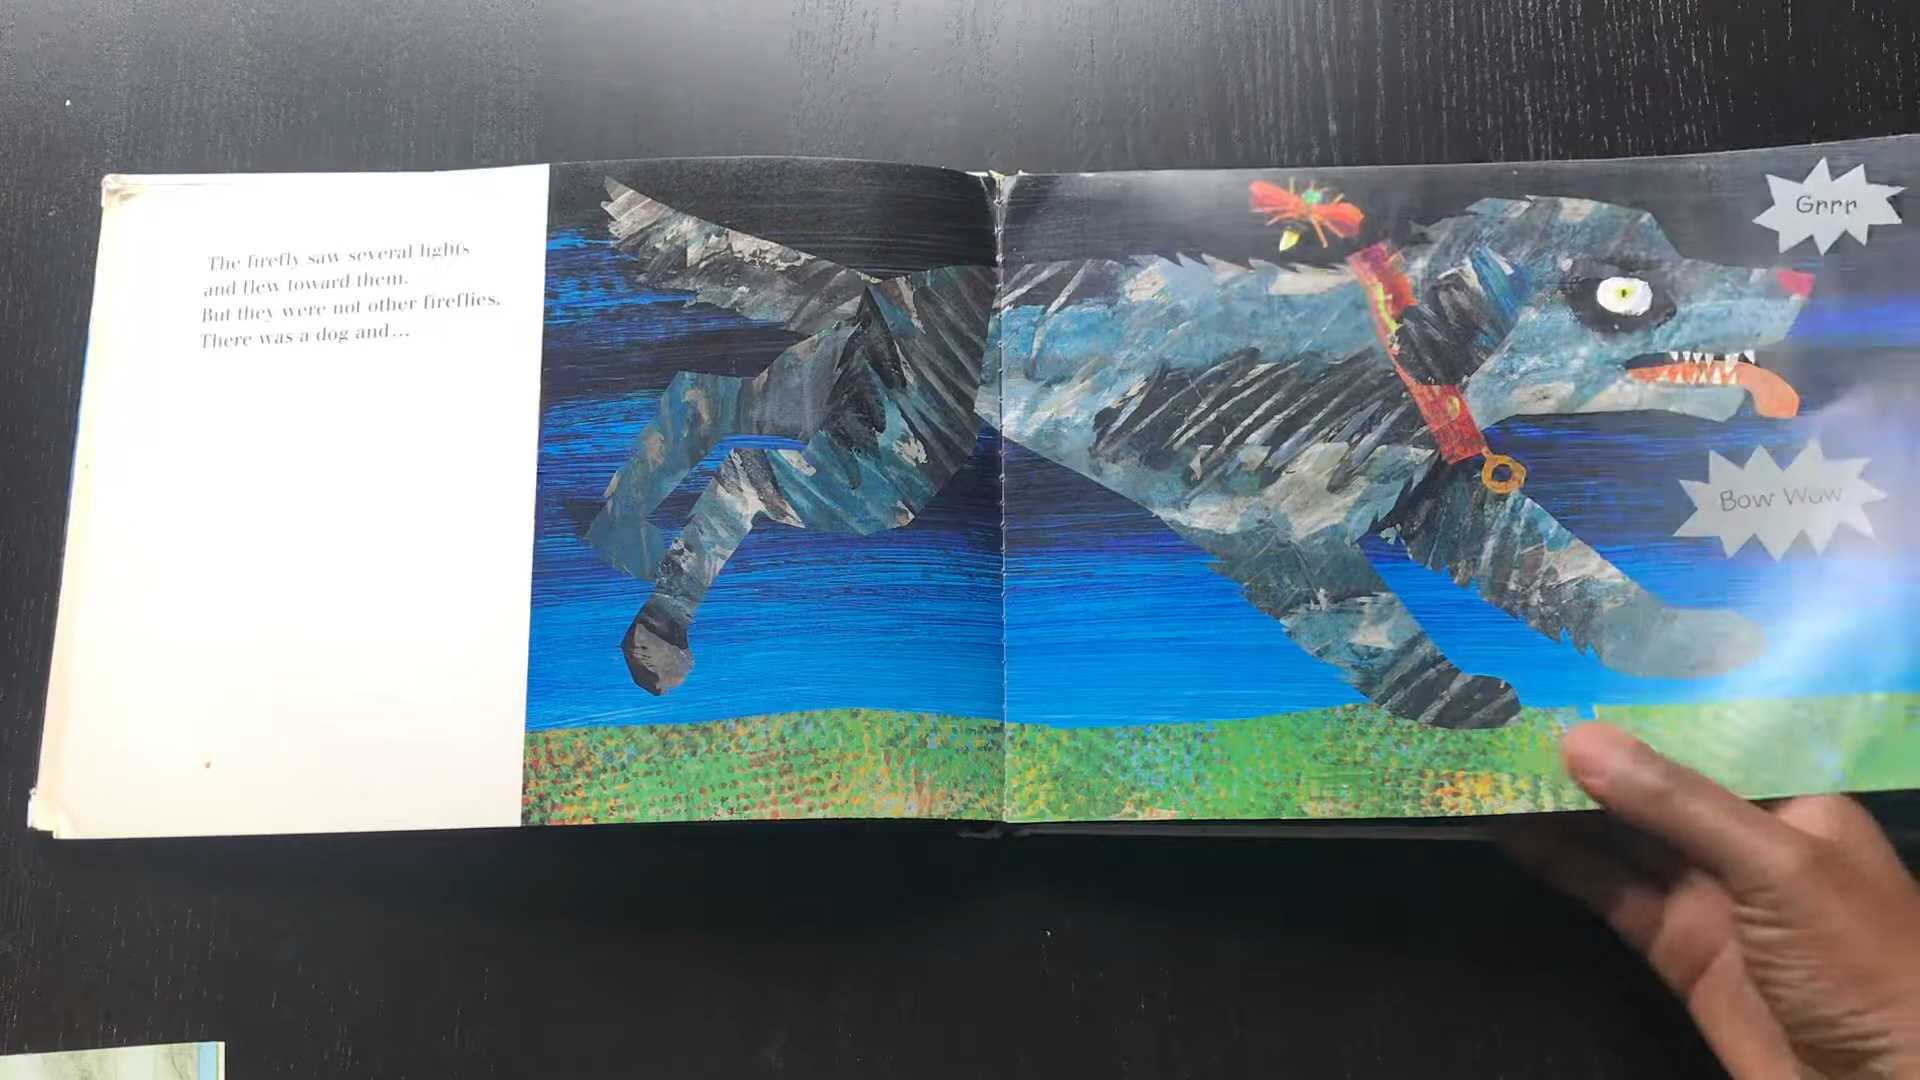 The firefly saw several lights
and flew toward them.
But they were not other fireflies.
There was a dog and...
Grrr
Bow Wow